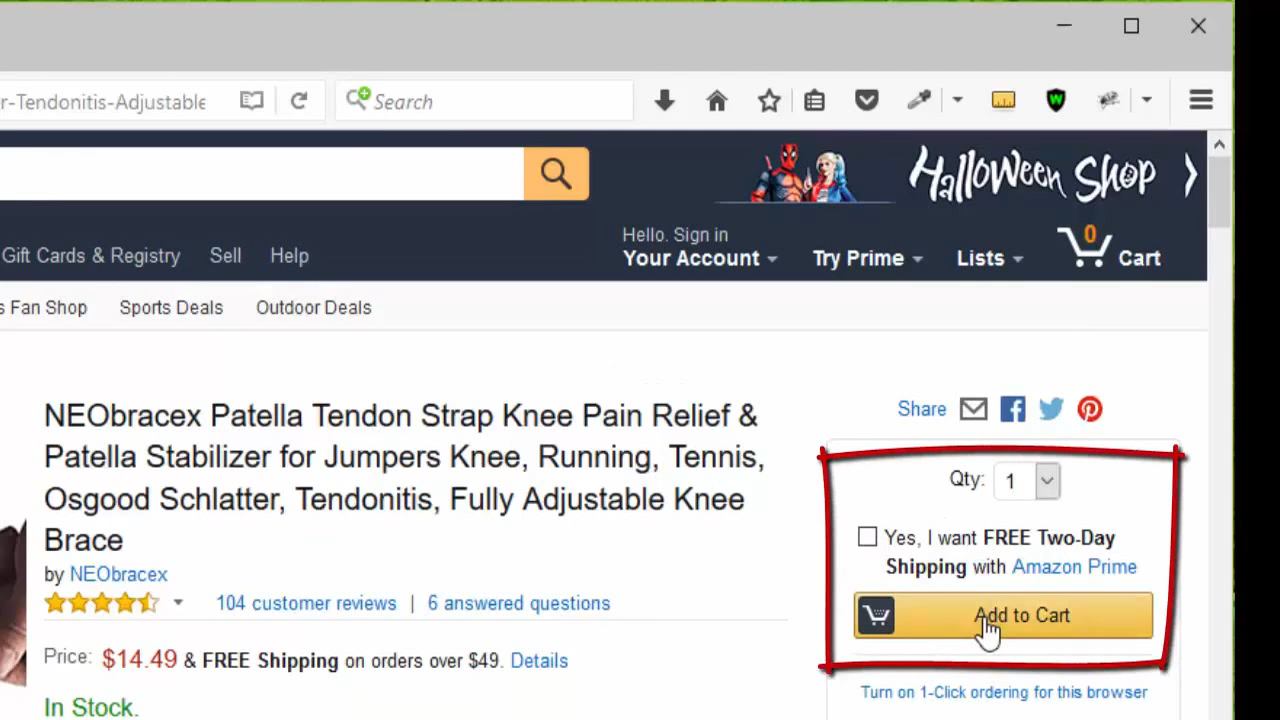 r-Tendonitis-Adjustable
Search
Halloween Shop
Hello. Sign in
Your Account
Try Prime
Lists
0
Cart
Gift Cards & Registry
Sell
Help
s Fan Shop
Sports Deals
Outdoor Deals
NEObracex Patella Tendon Strap Knee Pain Relief &
Patella Stabilizer for Jumpers Knee, Running, Tennis,
Osgood Schlatter, Tendonitis, Fully Adjustable Knee
Brace
by NEObracex
104 customer reviews | 6 answered questions
Price: $14.49 & FREE Shipping on orders over $49. Details
In Stock.
Share
Qty: 1
Yes, I want FREE Two-Day
Shipping with Amazon Prime
Add to Cart
Turn on 1-Click ordering for this browser